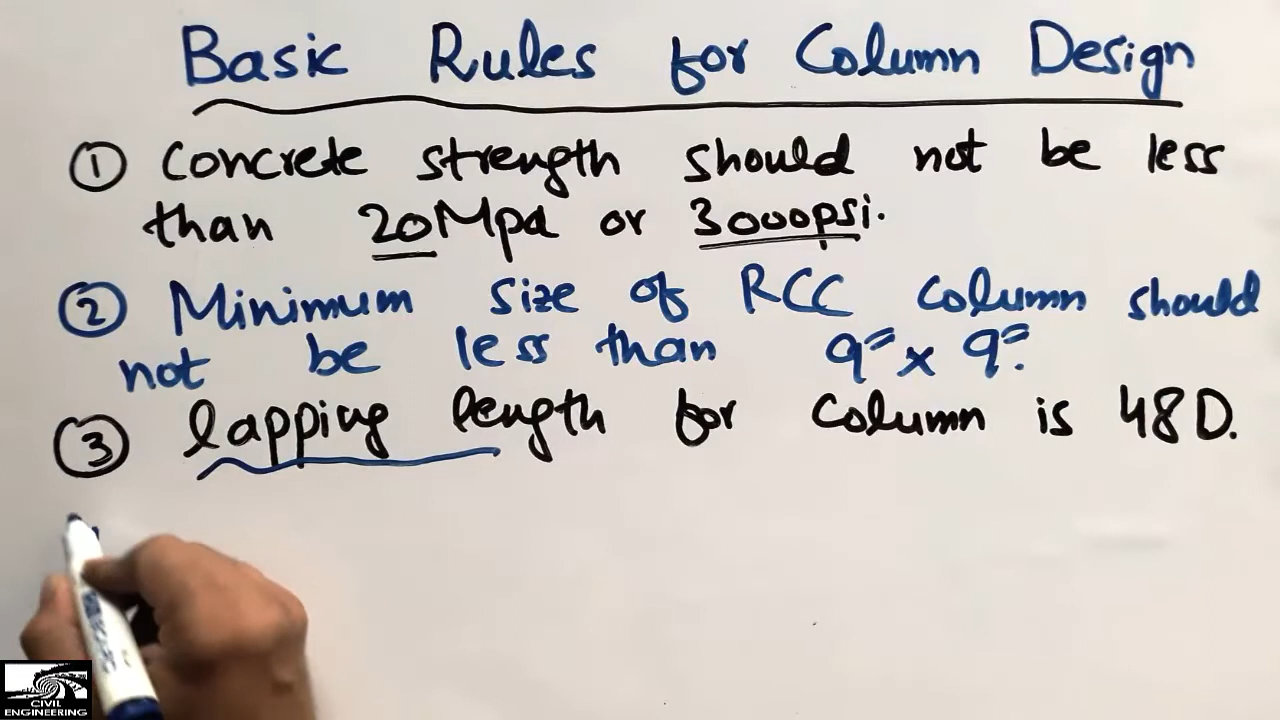 Basic Rules for Column Design
① Concrete strength should not be less
than 20Mpa or 3000psi.
② Minimum size of RCC column should
not be less than 9" x 9".
③ lapping length for column is 48D.
CIVIL
ENGINEERING